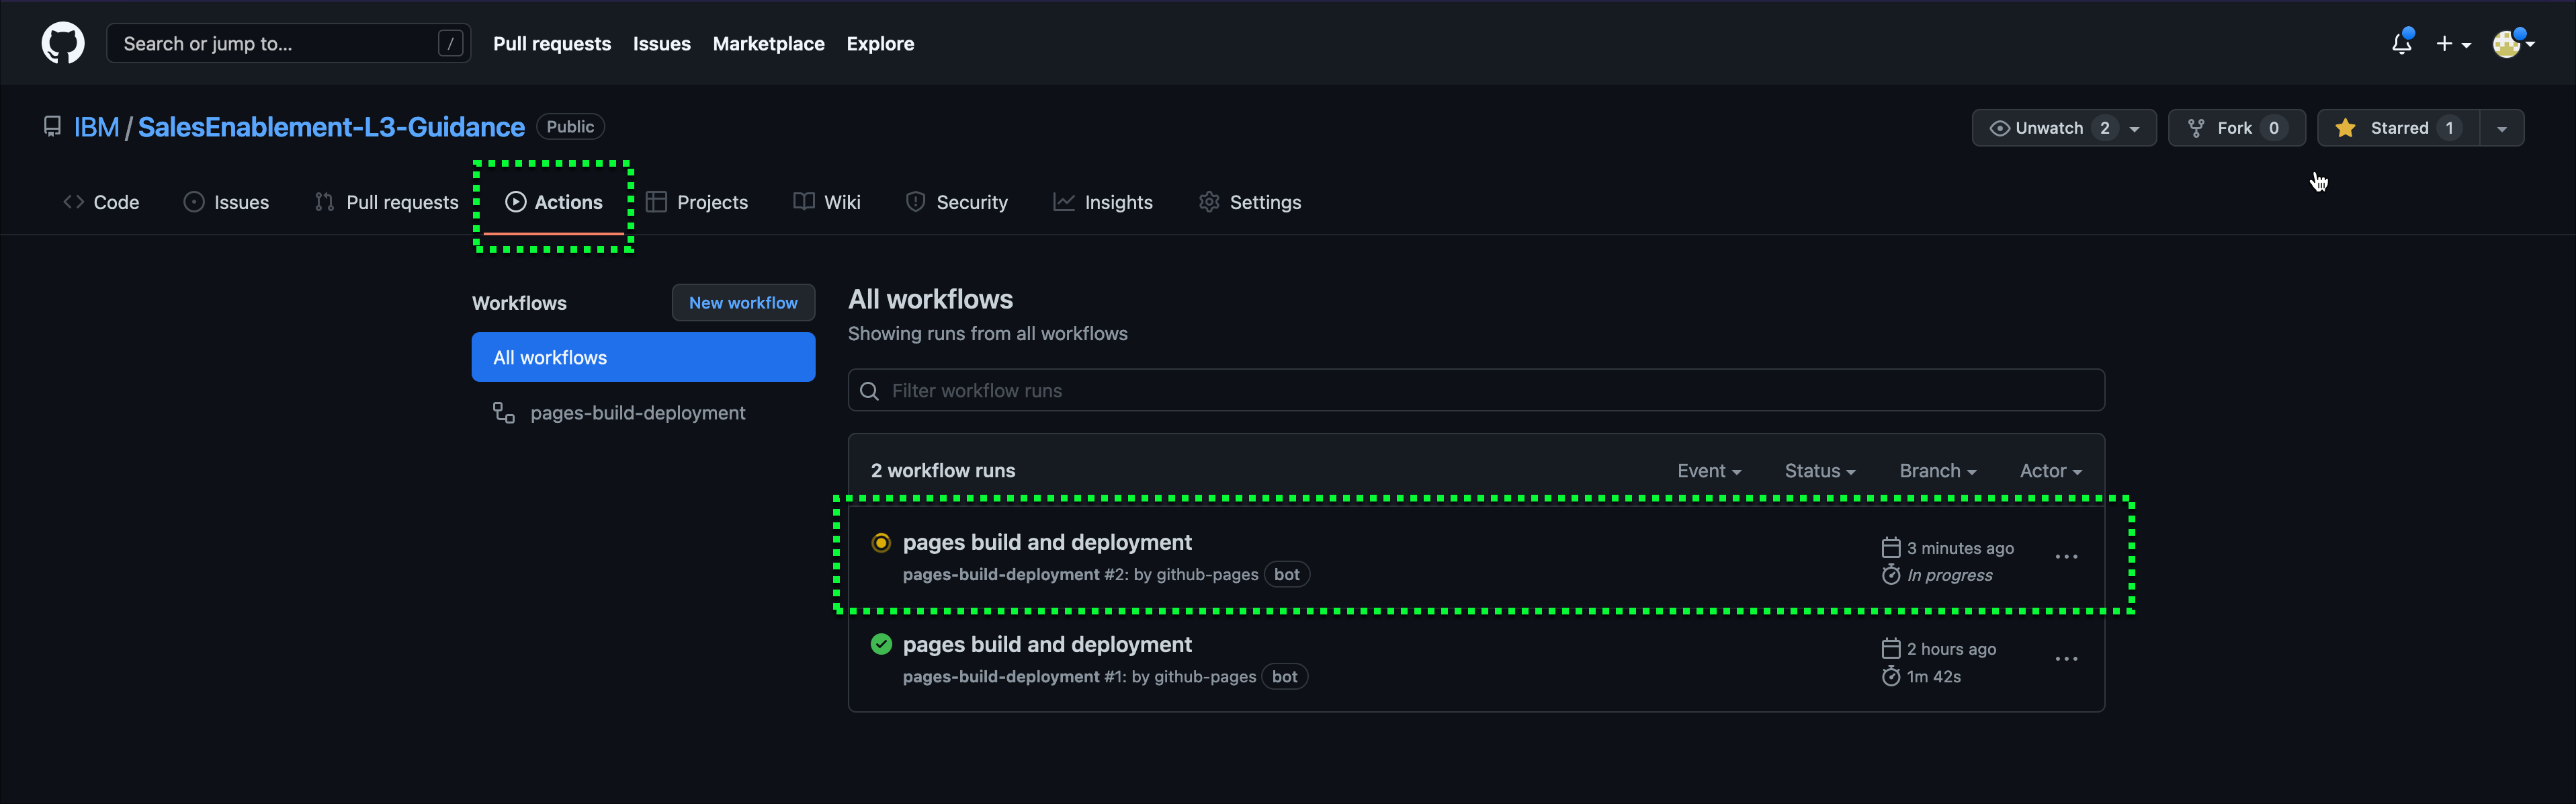 Search or jump to... / Pull requests Issues Marketplace Explore
IBM / SalesEnablement-L3-Guidance Public Unwatch 2 Fork 0 Starred 1
Code Issues Pull requests Actions Projects Wiki Security Insights Settings
Workflows New workflow
All workflows
pages-build-deployment
All workflows
Showing runs from all workflows
Filter workflow runs
2 workflow runs Event Status Branch Actor
pages build and deployment
pages-build-deployment #2: by github-pages bot
3 minutes ago
In progress
pages build and deployment
pages-build-deployment #1: by github-pages bot
2 hours ago
1m 42s